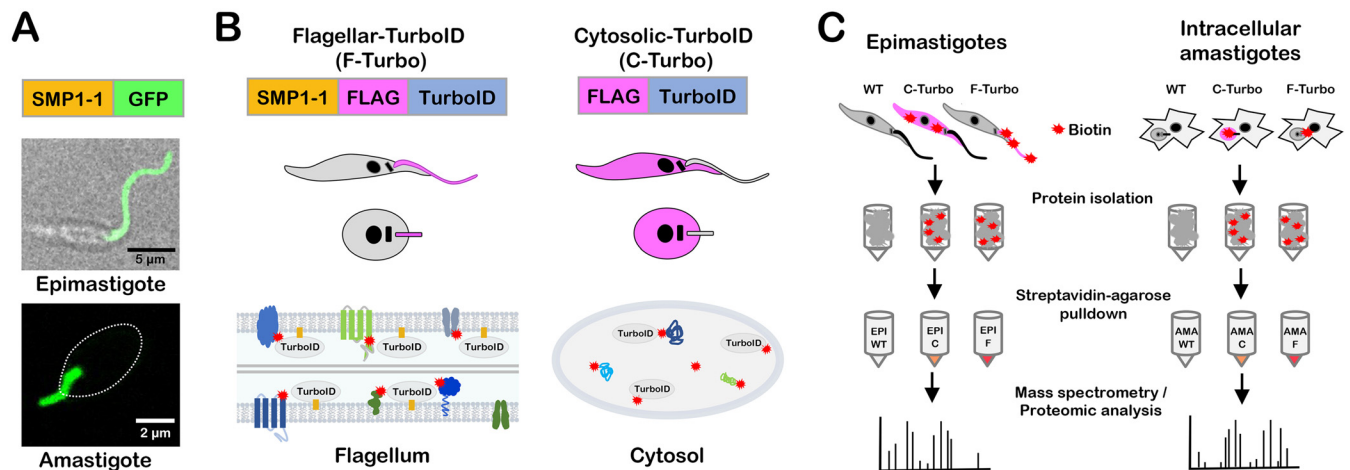 A
SMP1-1 GFP
5 µm
Epimastigote
2 µm
Amastigote
B
Flagellar-TurboID
(F-Turbo)
SMP1-1 FLAG TurboID
Cytosolic-TurboID
(C-Turbo)
FLAG TurboID
TurboID TurboID TurboID
TurboID TurboID
Flagellum
TurboID
TurboID
TurboID
Cytosol
C
Epimastigotes
WT C-Turbo F-Turbo
Biotin
Intracellular
amastigotes
WT C-Turbo F-Turbo
Protein isolation
Streptavidin-agarose
pulldown
EPI
WT
EPI
C
EPI
F
AMA
WT
AMA
C
AMA
F
Mass spectrometry /
Proteomic analysis